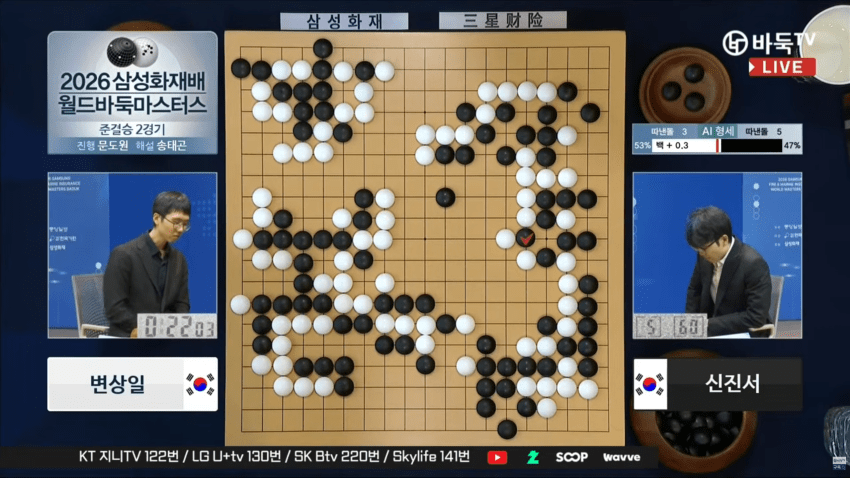 삼성화재
三星财险
바둑TV
LIVE
2026 삼성화재배
월드바둑마스터스
준결승 2경기
진행 문도원 해설 송태곤
따낸돌 3 AI 형세 따낸돌 5
53% 백 + 0.3 47%
0:22 03
5 60
변상일
신진서
KT 지니TV 122번 / LG U+tv 130번 / SK Btv 220번 / Skylife 141번
SOOP
wavve